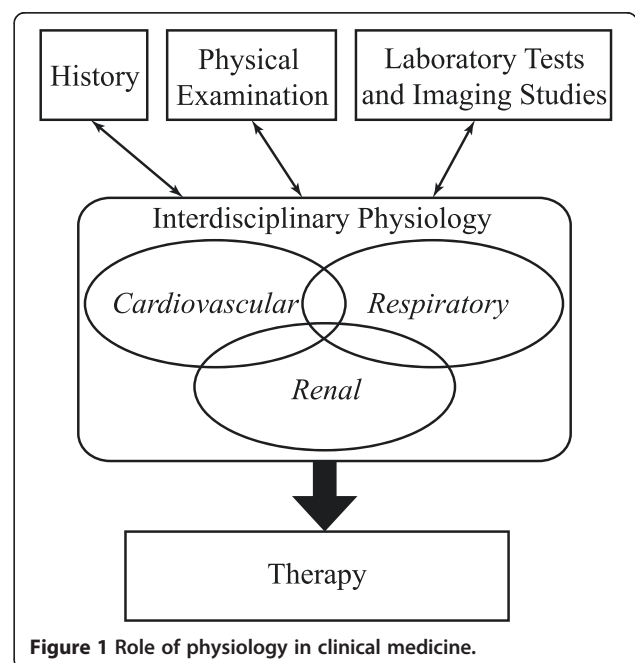 History
Physical
Examination
Laboratory Tests
and Imaging Studies
Interdisciplinary Physiology
Cardiovascular
Respiratory
Renal
Therapy
Figure 1 Role of physiology in clinical medicine.